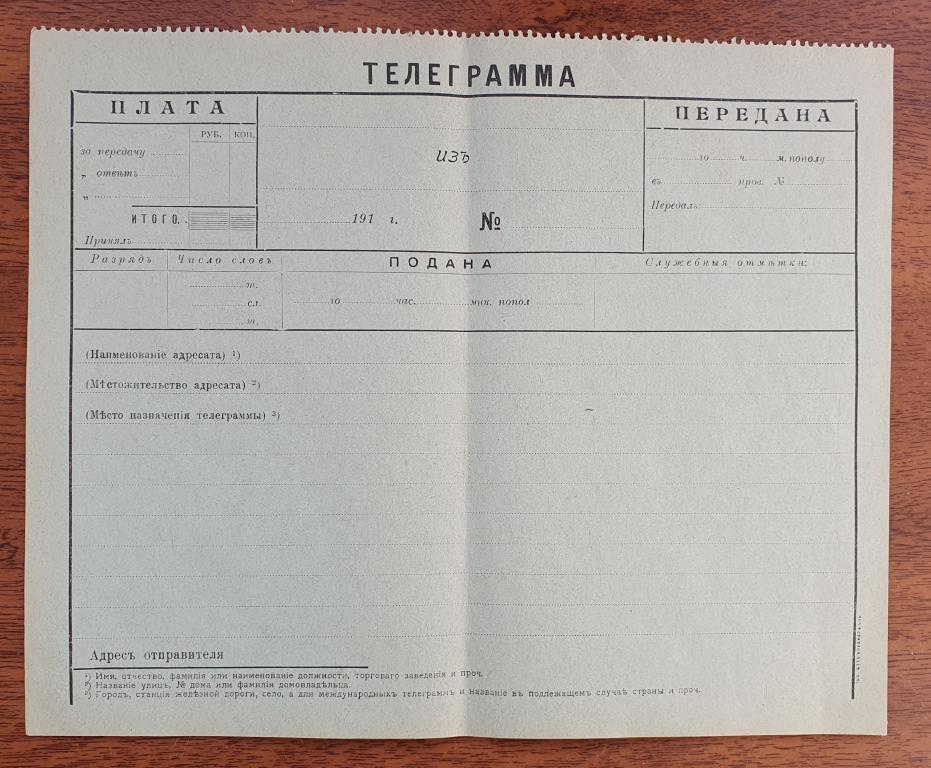 ТЕЛЕГРАММА
ПЛАТА
РУБ. КОП.
за передачу
„ отвѣтъ
„
ИТОГО.
Принялъ
изъ
191 г. №
ПЕРЕДАНА
го ч. м. пополу
въ пров. №
Передалъ:
Разрядъ
Число словъ
т.
сл.
т.
ПОДАНА
го час. мин. попол
Служебныя отмѣтки:
(Наименованіе адресата) ¹)
(Мѣстожительство адресата) ²)
(Мѣсто назначенія телеграммы) ³)
Адресъ отправителя
¹) Имя, отчество, фамилія или наименованіе должности, торговаго заведенія и проч.
²) Названіе улицъ, № дома или фамилія домовладѣльца.
³) Городъ, станція желѣзной дороги, село, а для международныхъ телеграммъ и названіе въ подлежащемъ случаѣ страны и проч.